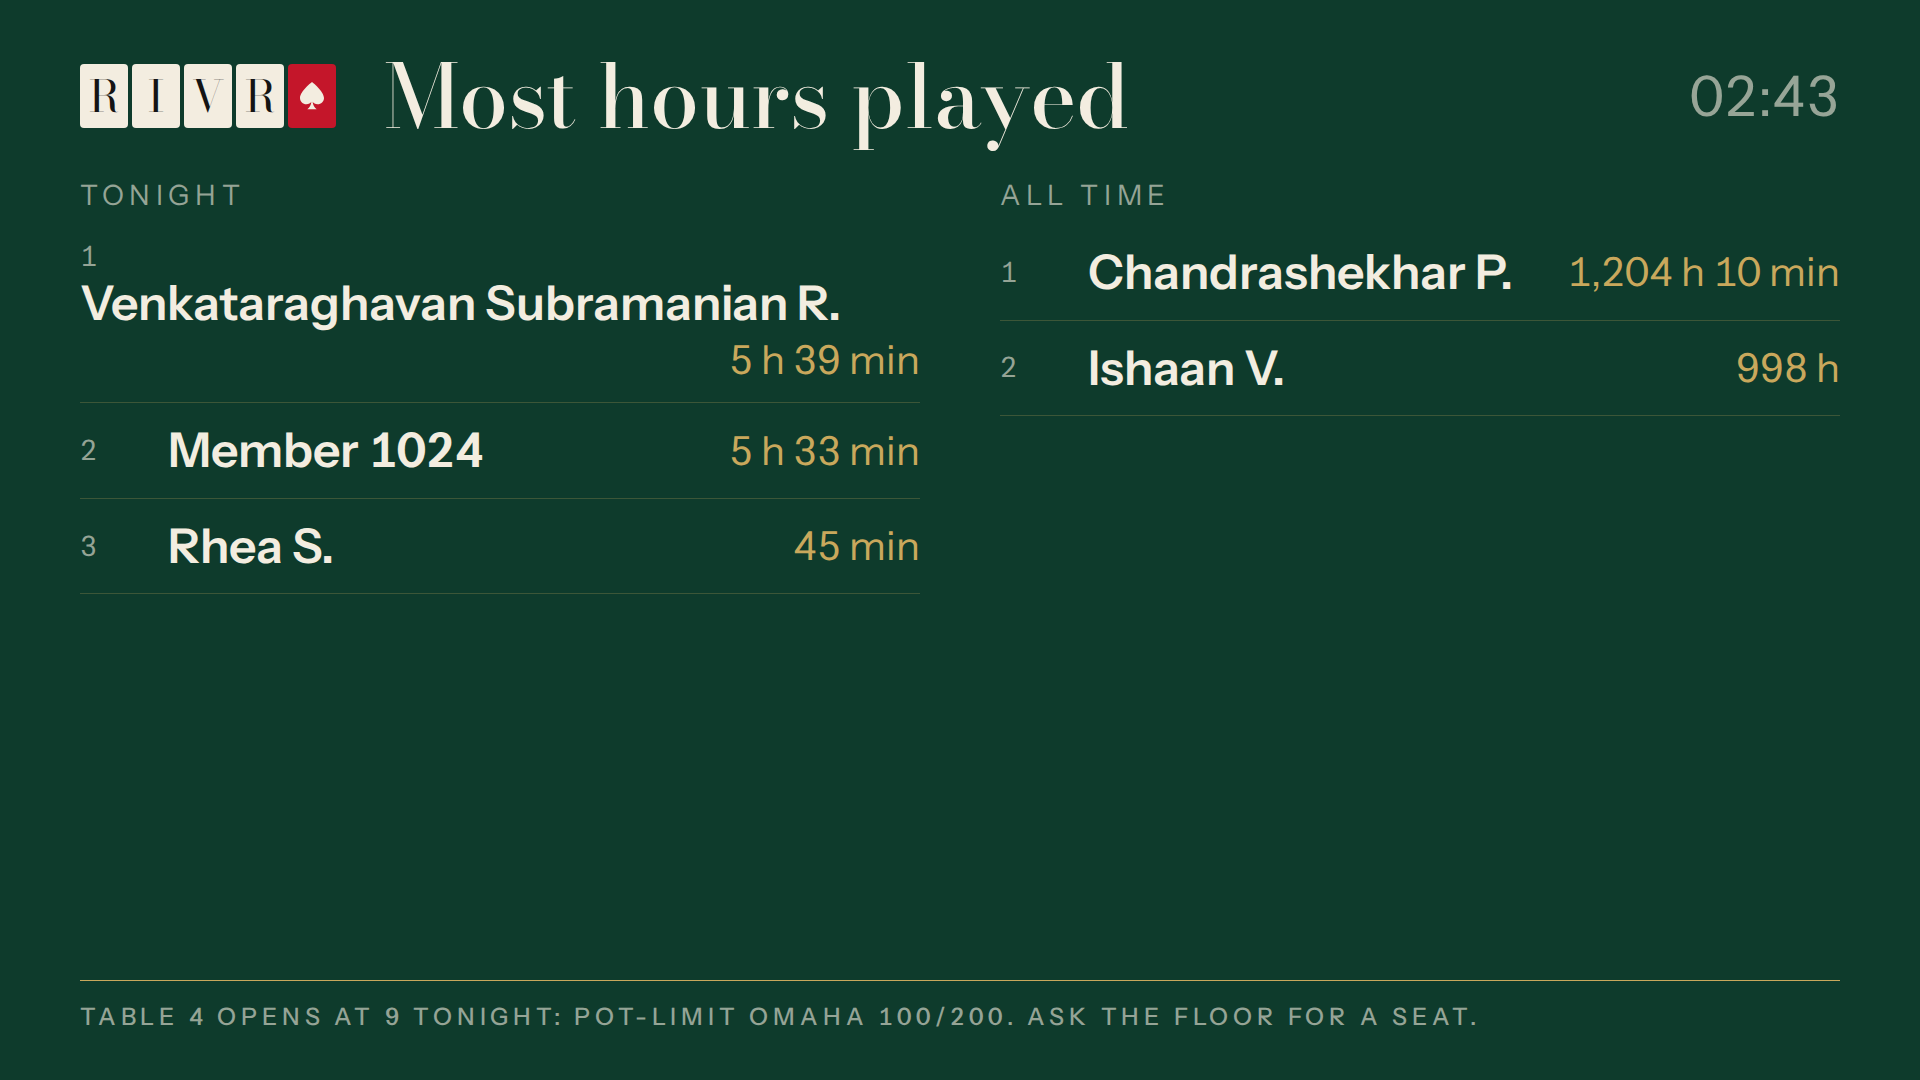 RIVR♠ Most hours played 02:43
TONIGHT
1
Venkataraghavan Subramanian R.
5 h 39 min
2 Member 1024 5 h 33 min
3 Rhea S. 45 min
ALL TIME
1 Chandrashekhar P. 1,204 h 10 min
2 Ishaan V. 998 h
TABLE 4 OPENS AT 9 TONIGHT: POT-LIMIT OMAHA 100/200. ASK THE FLOOR FOR A SEAT.